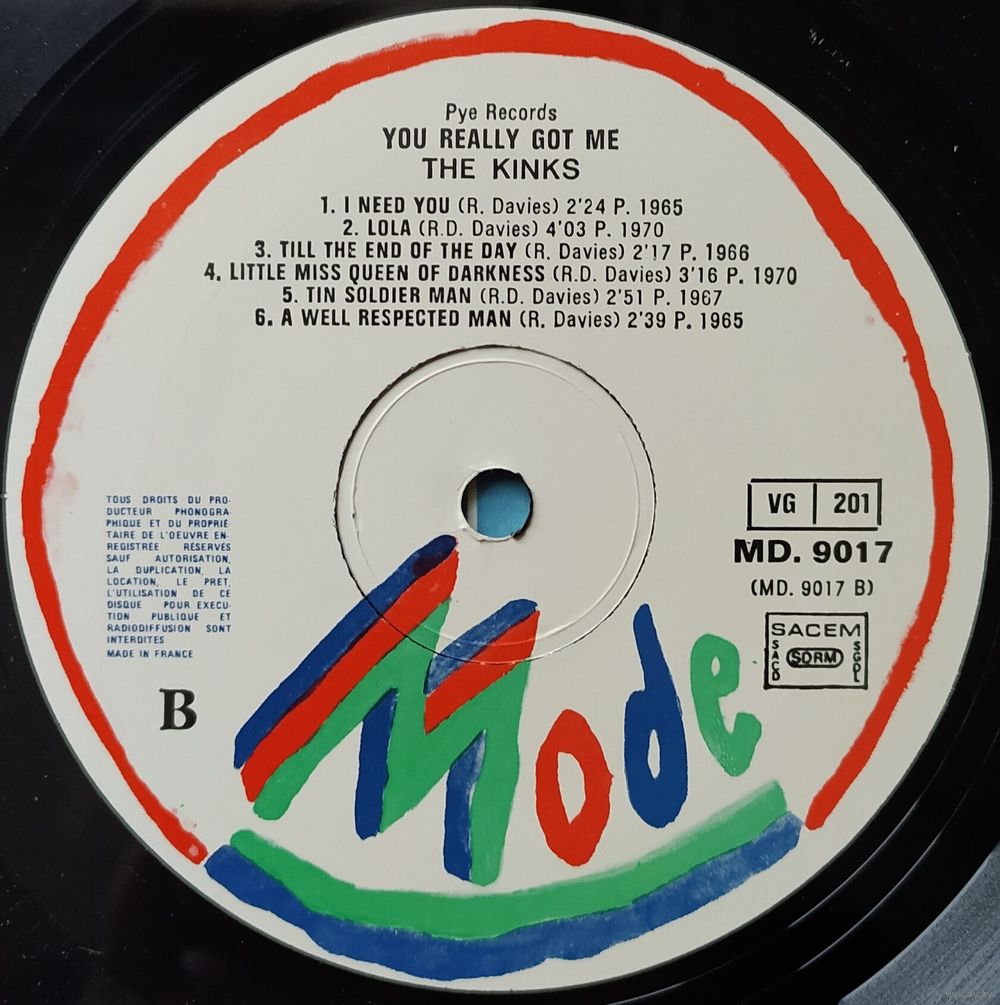 Pye Records
YOU REALLY GOT ME
THE KINKS
1. I NEED YOU (R. Davies) 2'24 P. 1965
2. LOLA (R.D. Davies) 4'03 P. 1970
3. TILL THE END OF THE DAY (R. Davies) 2'17 P. 1966
4. LITTLE MISS QUEEN OF DARKNESS (R.D. Davies) 3'16 P. 1970
5. TIN SOLDIER MAN (R.D. Davies) 2'51 P. 1967
6. A WELL RESPECTED MAN (R. Davies) 2'39 P. 1965
TOUS DROITS DU PRO-
DUCTEUR PHONOGRA-
PHIQUE ET DU PROPRIÉ-
TAIRE DE L'OEUVRE EN-
REGISTRÉE RÉSERVÉS
SAUF AUTORISATION,
LA DUPLICATION, LA
LOCATION, LE PRET,
L'UTILISATION DE CE
DISQUE POUR EXECU-
TION PUBLIQUE ET
RADIODIFFUSION SONT
INTERDITES
MADE IN FRANCE
B
VG 201
MD. 9017
(MD. 9017 B)
SACEM
SACD
SDRM
SGDL
Mode